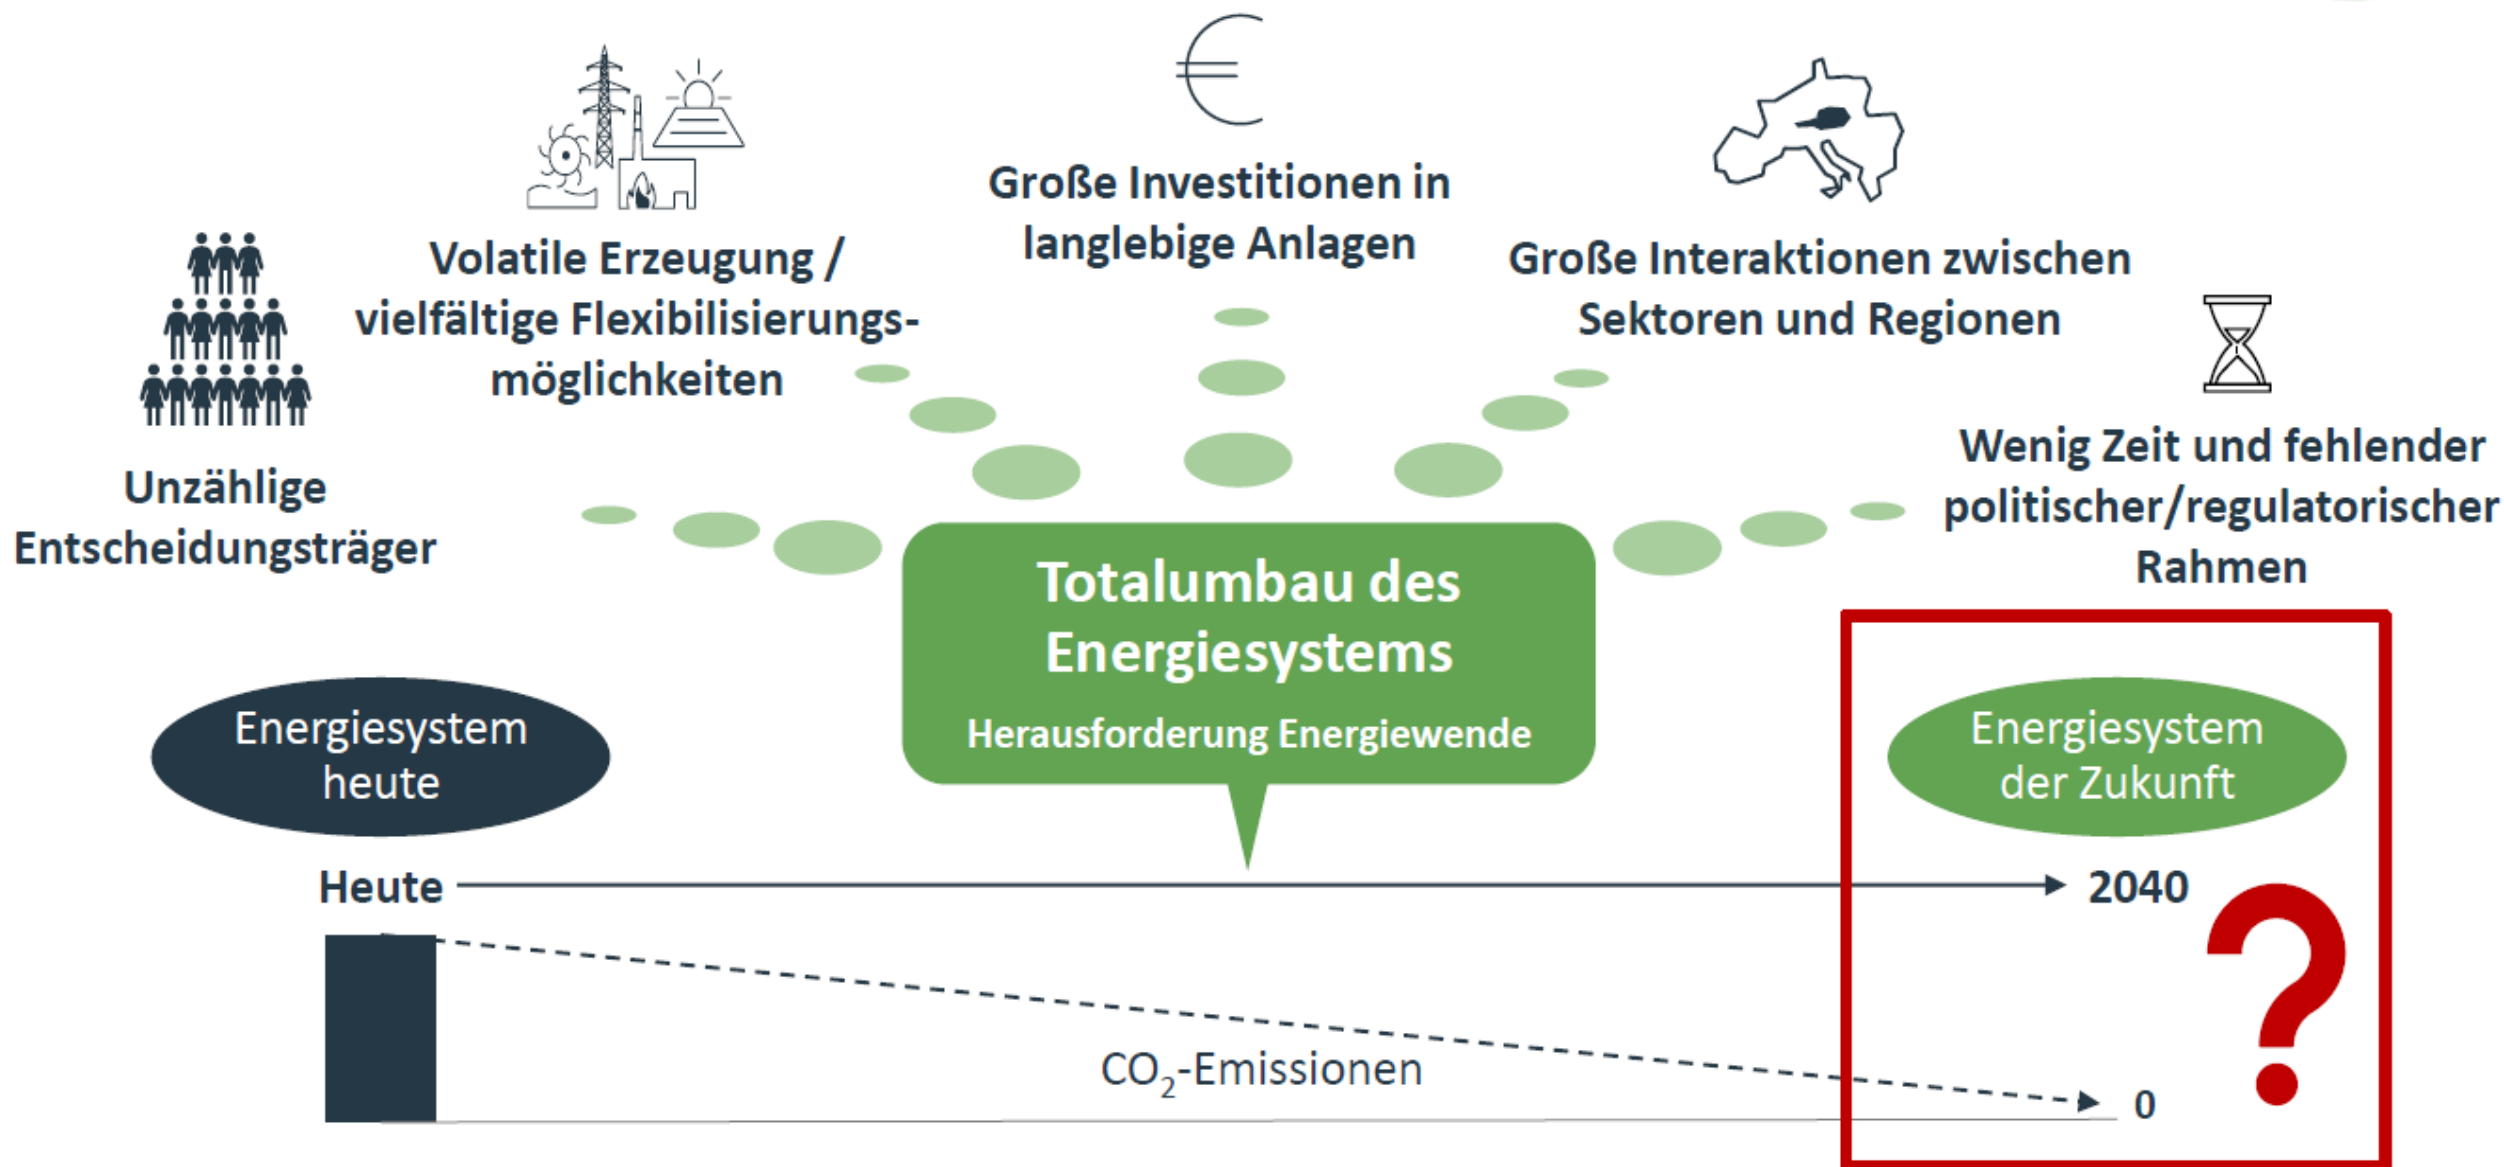 Große Investitionen in
langlebige Anlagen
Volatile Erzeugung /
vielfältige Flexibilisierungs-
möglichkeiten
Große Interaktionen zwischen
Sektoren und Regionen
Unzählige
Entscheidungsträger
Wenig Zeit und fehlender
politischer/regulatorischer
Rahmen
Totalumbau des
Energiesystems
Herausforderung Energiewende
Energiesystem
heute
Energiesystem
der Zukunft
Heute
2040
?
CO₂-Emissionen
0